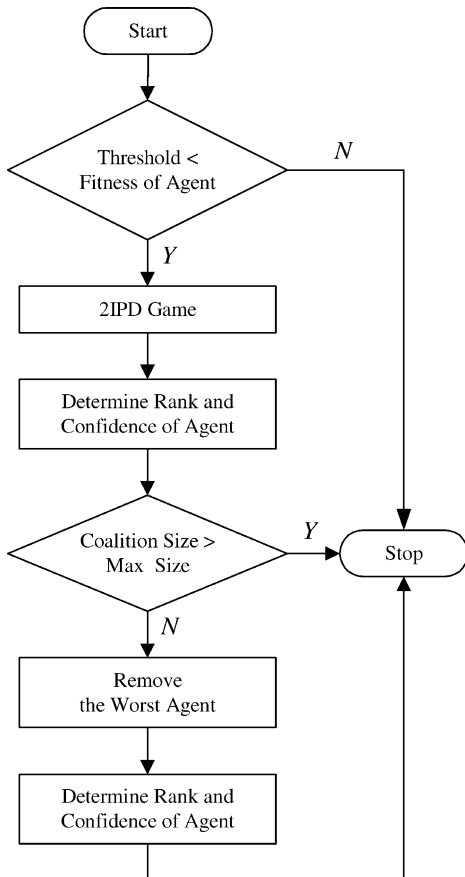 Start
Threshold <
Fitness of Agent
N
Y
2IPD Game
Determine Rank and
Confidence of Agent
Coalition Size >
Max Size
Y
Stop
N
Remove
the Worst Agent
Determine Rank and
Confidence of Agent